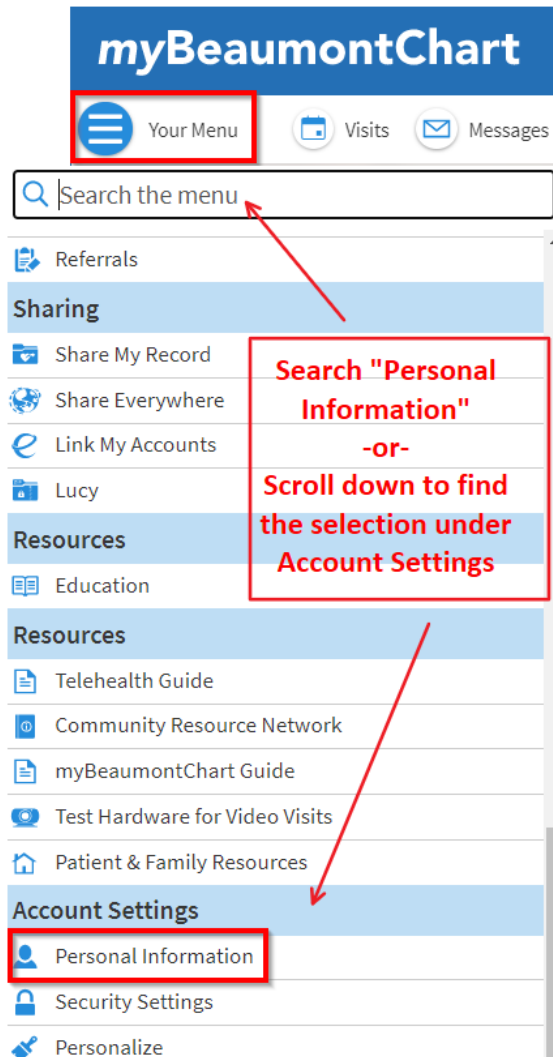 myBeaumontChart
Your Menu
Visits
Messages
Search the menu
Referrals
Sharing
Share My Record
Share Everywhere
Link My Accounts
Lucy
Search "Personal
Information"
-or-
Scroll down to find
the selection under
Account Settings
Resources
Education
Resources
Telehealth Guide
Community Resource Network
myBeaumontChart Guide
Test Hardware for Video Visits
Patient & Family Resources
Account Settings
Personal Information
Security Settings
Personalize